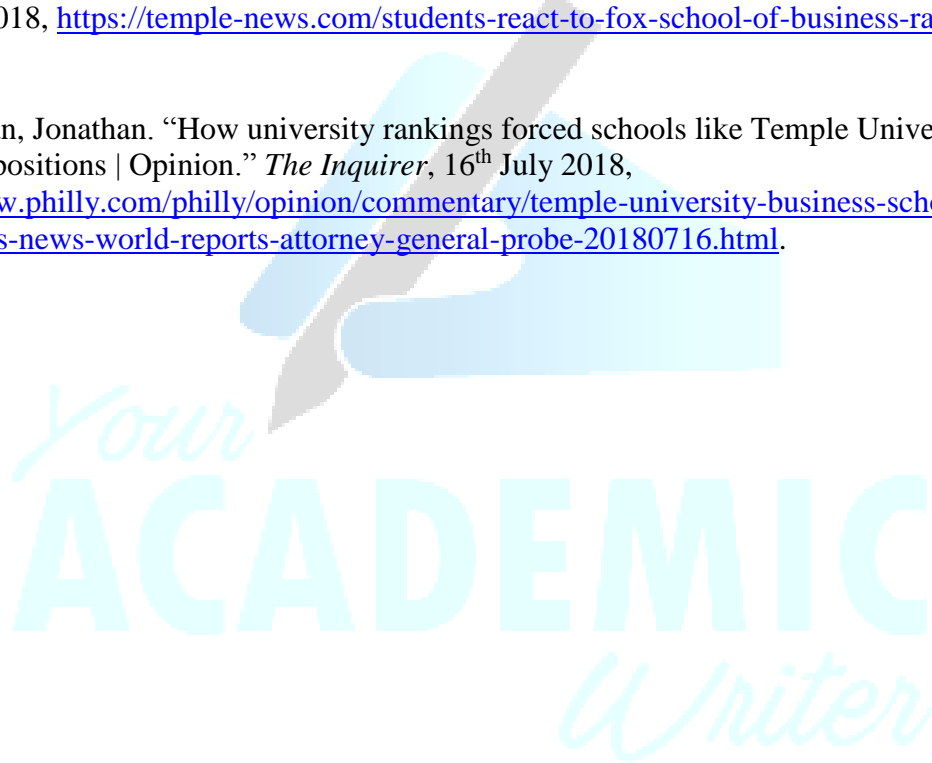 018, https://temple-news.com/students-react-to-fox-school-of-business-ra
n, Jonathan. “How university rankings forced schools like Temple Unive
positions | Opinion.” The Inquirer, 16th July 2018,
w.philly.com/philly/opinion/commentary/temple-university-business-scho
s-news-world-reports-attorney-general-probe-20180716.html.
Your
ACADEMIC
Writer